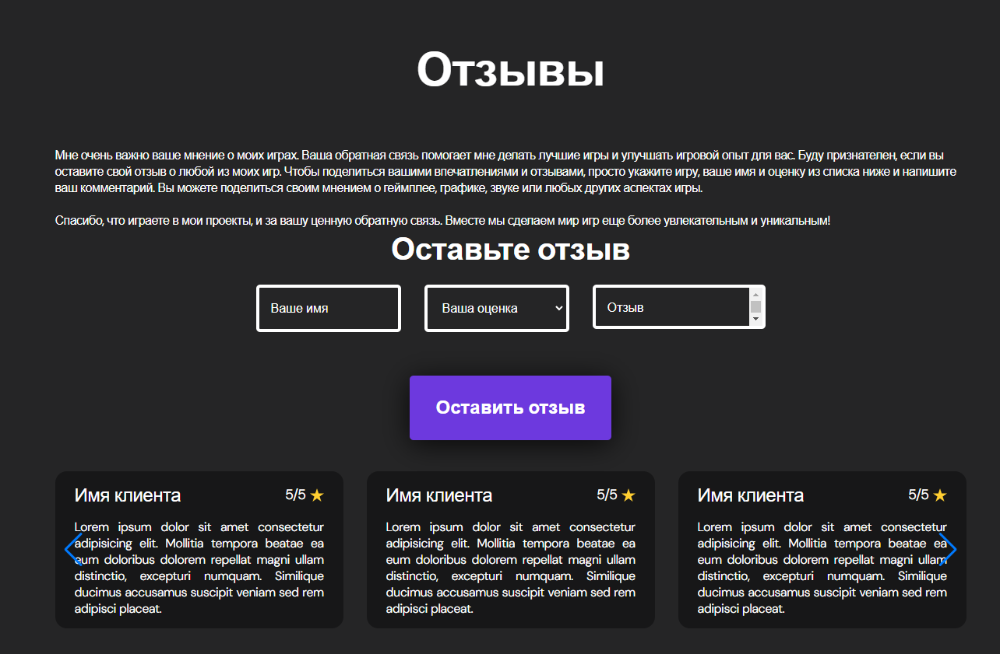 Отзывы
Мне очень важно ваше мнение о моих играх. Ваша обратная связь помогает мне делать лучшие игры и улучшать игровой опыт для вас. Буду признателен, если вы
оставите свой отзыв о любой из моих игр. Чтобы поделиться вашими впечатлениями и отзывами, просто укажите игру, ваше имя и оценку из списка ниже и напишите
ваш комментарий. Вы можете поделиться своим мнением о геймплее, графике, звуке или любых других аспектах игры.
Спасибо, что играете в мои проекты, и за вашу ценную обратную связь. Вместе мы сделаем мир игр еще более увлекательным и уникальным!
Оставьте отзыв
Ваше имя
Ваша оценка
Отзыв
Оставить отзыв
Имя клиента 5/5
Lorem ipsum dolor sit amet consectetur
adipisicing elit. Mollitia tempora beatae ea
eum doloribus dolorem repellat magni ullam
distinctio, excepturi numquam. Similique
ducimus accusamus suscipit veniam sed rem
adipisci placeat.
Имя клиента 5/5
Lorem ipsum dolor sit amet consectetur
adipisicing elit. Mollitia tempora beatae ea
eum doloribus dolorem repellat magni ullam
distinctio, excepturi numquam. Similique
ducimus accusamus suscipit veniam sed rem
adipisci placeat.
Имя клиента 5/5
Lorem ipsum dolor sit amet consectetur
adipisicing elit. Mollitia tempora beatae ea
eum doloribus dolorem repellat magni ullam
distinctio, excepturi numquam. Similique
ducimus accusamus suscipit veniam sed rem
adipisci placeat.